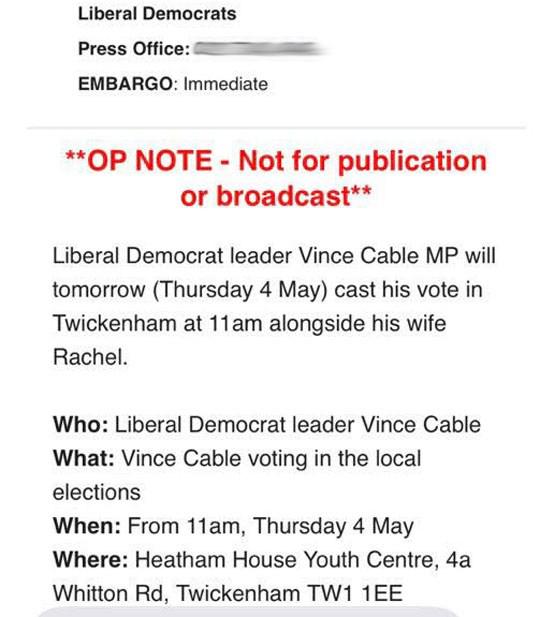 Liberal Democrats
Press Office:
EMBARGO: Immediate
**OP NOTE - Not for publication
or broadcast**
Liberal Democrat leader Vince Cable MP will
tomorrow (Thursday 4 May) cast his vote in
Twickenham at 11am alongside his wife
Rachel.
Who: Liberal Democrat leader Vince Cable
What: Vince Cable voting in the local
elections
When: From 11am, Thursday 4 May
Where: Heatham House Youth Centre, 4a
Whitton Rd, Twickenham TW1 1EE